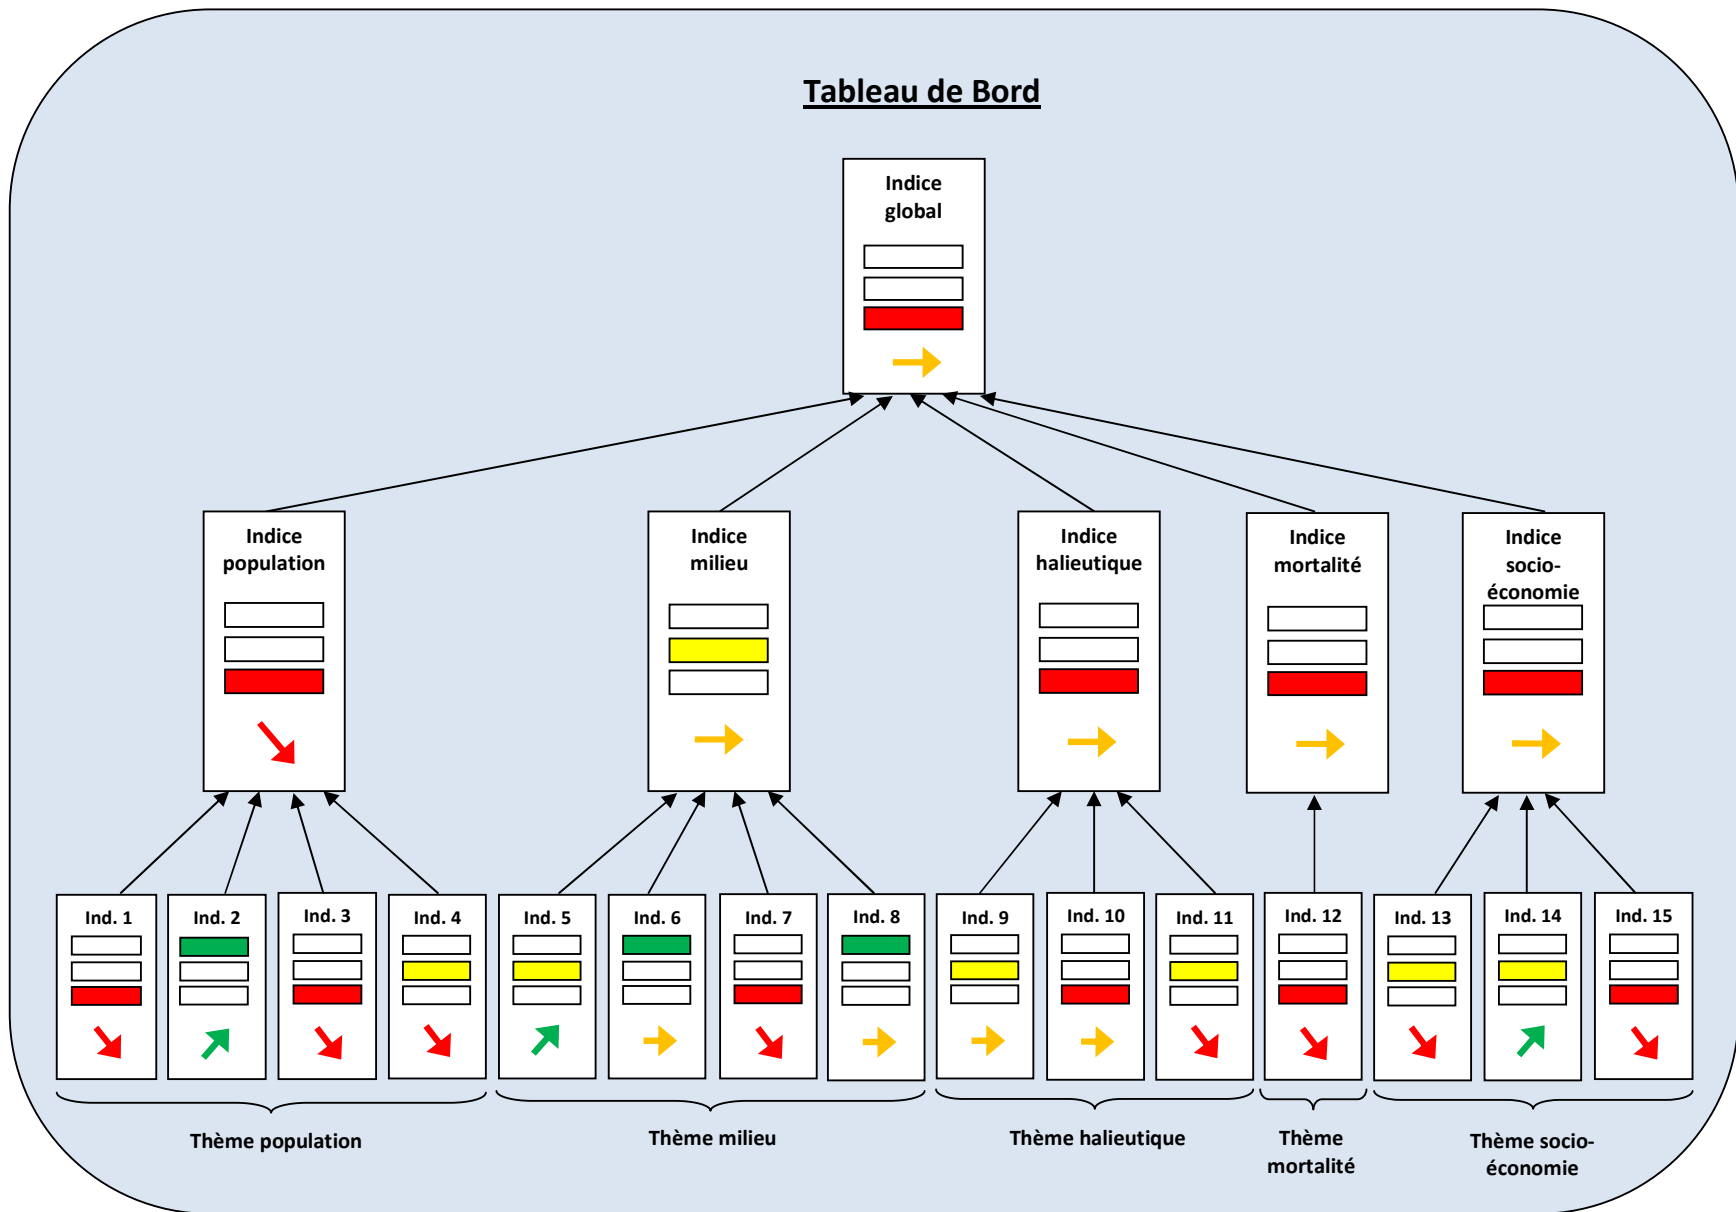 Tableau de Bord
Indice
global
Indice
population
Indice
milieu
Indice
halieutique
Indice
mortalité
Indice
socio-
économie
Ind. 1
Ind. 2
Ind. 3
Ind. 4
Ind. 5
Ind. 6
Ind. 7
Ind. 8
Ind. 9
Ind. 10
Ind. 11
Ind. 12
Ind. 13
Ind. 14
Ind. 15
Thème population
Thème milieu
Thème halieutique
Thème
mortalité
Thème socio-
économie